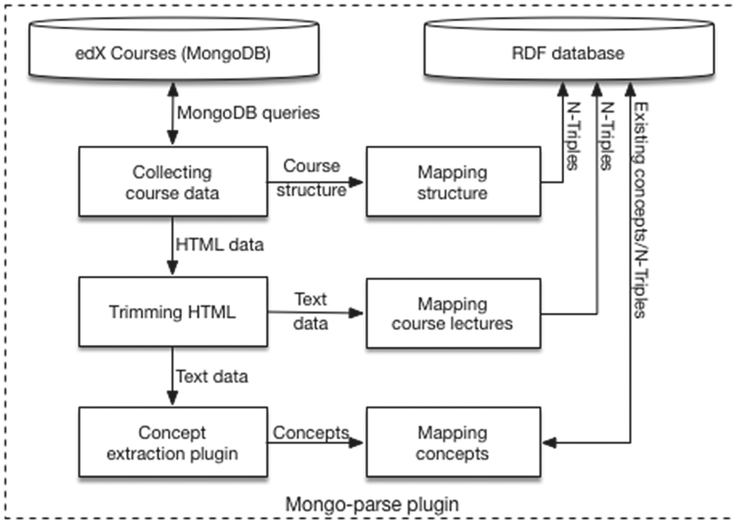 edX Courses (MongoDB)
RDF database
MongoDB queries
N-Triples
N-Triples
Existing concepts/N-Triples
Collecting
course data
Course
structure
Mapping
structure
HTML data
Trimming HTML
Text
data
Mapping
course lectures
Text data
Concept
extraction plugin
Concepts
Mapping
concepts
Mongo-parse plugin